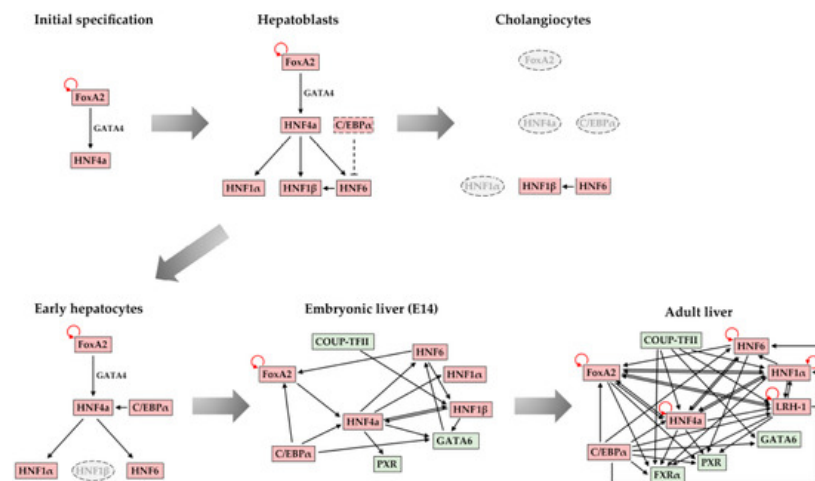 Initial specification
Hepatoblasts
Cholangiocytes
FoxA2
GATA4
HNF4a
FoxA2
GATA4
HNF4a
C/EBPα
HNF1α
HNF1β
HNF6
FoxA2
HNF4a
C/EBPα
HNF1α
HNF1β
HNF6
Early hepatocytes
Embryonic liver (E14)
Adult liver
FoxA2
GATA4
HNF4a
C/EBPα
HNF1α
HNF1β
HNF6
COUP-TFII
HNF6
FoxA2
HNF1α
HNF1β
HNF4a
GATA6
C/EBPα
PXR
COUP-TFII
HNF6
FoxA2
HNF1α
LRH-1
HNF4a
GATA6
C/EBPα
PXR
FXRα